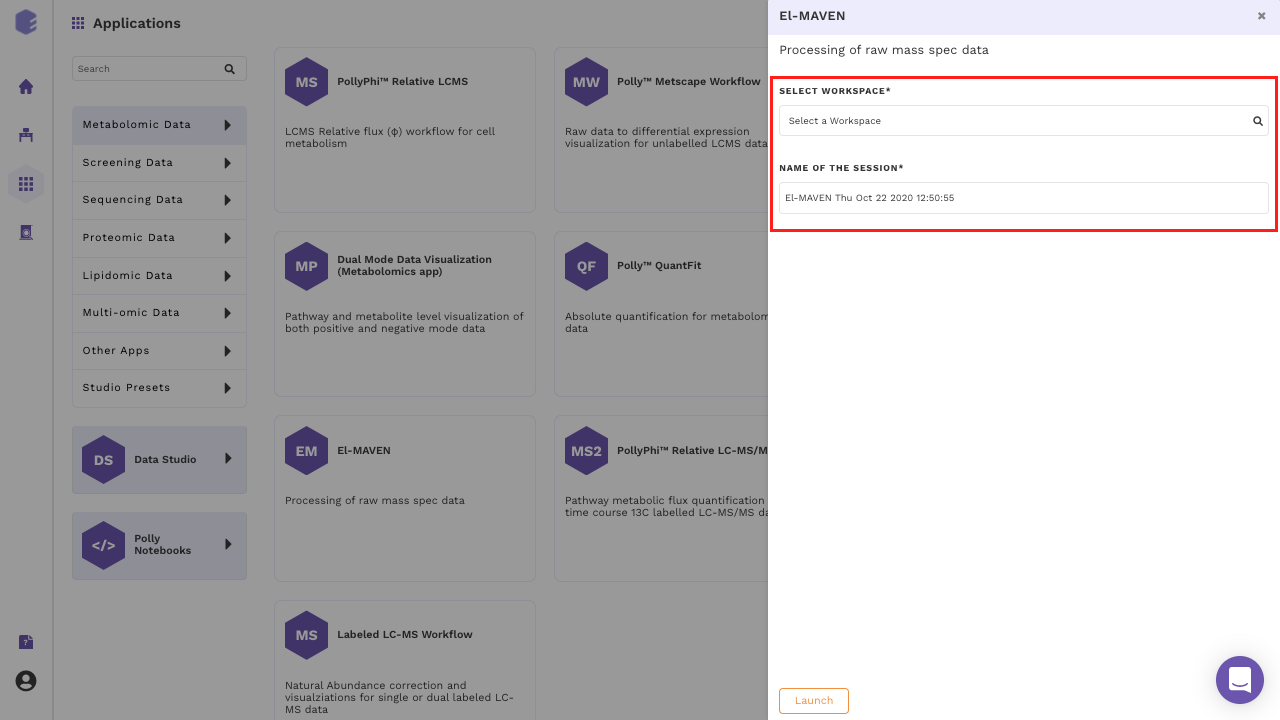 Applications
Search
Metabolomic Data
Screening Data
Sequencing Data
Proteomic Data
Lipidomic Data
Multi-omic Data
Other Apps
Studio Presets
DS
Data Studio
</>
Polly
Notebooks
?
MS
PollyPhi™ Relative LCMS
LCMS Relative flux (ϕ) workflow for cell
metabolism
MW
Polly™ Metscape Workflow
Raw data to differential expression
visualization for unlabelled LCMS data
MP
Dual Mode Data Visualization
(Metabolomics app)
Pathway and metabolite level visualization of
both positive and negative mode data
QF
Polly™ QuantFit
Absolute quantification for metabolom
data
EM
El-MAVEN
Processing of raw mass spec data
MS2
PollyPhi™ Relative LC-MS/M
Pathway metabolic flux quantification
time course 13C labelled LC-MS/MS da
MS
Labeled LC-MS Workflow
Natural Abundance correction and
visualziations for single or dual labeled LC-
MS data
El-MAVEN
×
Processing of raw mass spec data
SELECT WORKSPACE*
Select a Workspace
NAME OF THE SESSION*
El-MAVEN Thu Oct 22 2020 12:50:55
Launch